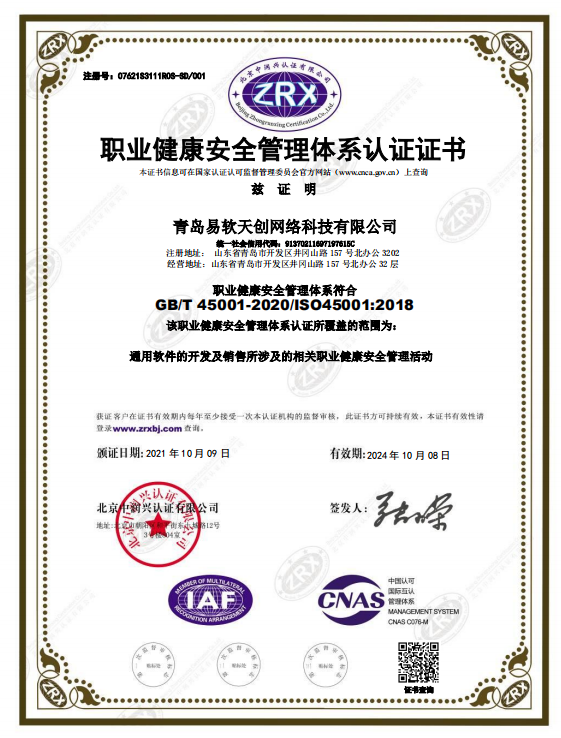 注册号：07621S3111R0S-SD/001
北京中润兴认证有限公司
ZRX
Beijing Zhongrunxing Certification Co.,Ltd.
职业健康安全管理体系认证证书
本证书信息可在国家认证认可监督管理委员会官方网站（www.cnca.gov.cn）上查询
兹 证 明
青岛易软天创网络科技有限公司
统一社会信用代码：91370211697197615C
注册地址： 山东省青岛市开发区井冈山路 157 号北办公 3202
经营地址：山东省青岛市开发区井冈山路 157 号北办公 32 层
职业健康安全管理体系符合
GB/T 45001-2020/ISO45001:2018
该职业健康安全管理体系认证所覆盖的范围为：
通用软件的开发及销售所涉及的相关职业健康安全管理活动
获证客户在证书有效期内每年至少接受一次本认证机构的监督审核，此证书方可持续有效，本证书有效性请
登录www.zrxbj.com 查询。
颁证日期：2021 年 10 月 09 日
有效期：2024 年 10 月 08 日
北京中润兴认证有限公司
签发人：
MEMBER OF MULTILATERAL
IAF
RECOGNITION ARRANGEMENT
CNAS
中国认可
国际互认
管理体系
MANAGEMENT SYSTEM
CNAS C076-M
证书查询